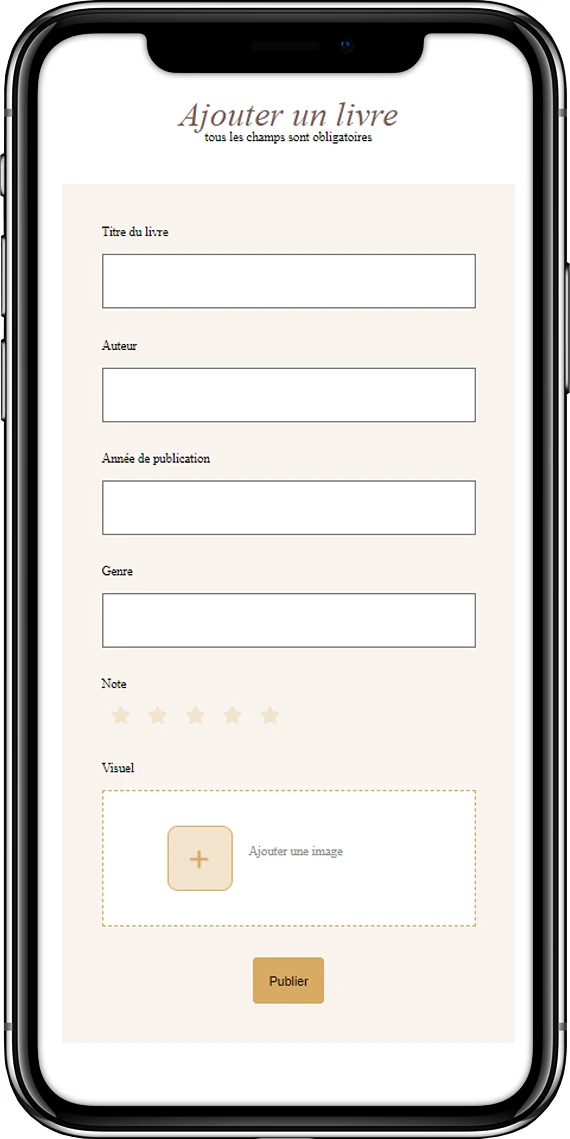 Ajouter un livre
tous les champs sont obligatoires
Titre du livre
Auteur
Année de publication
Genre
Note
Visuel
Ajouter une image
Publier